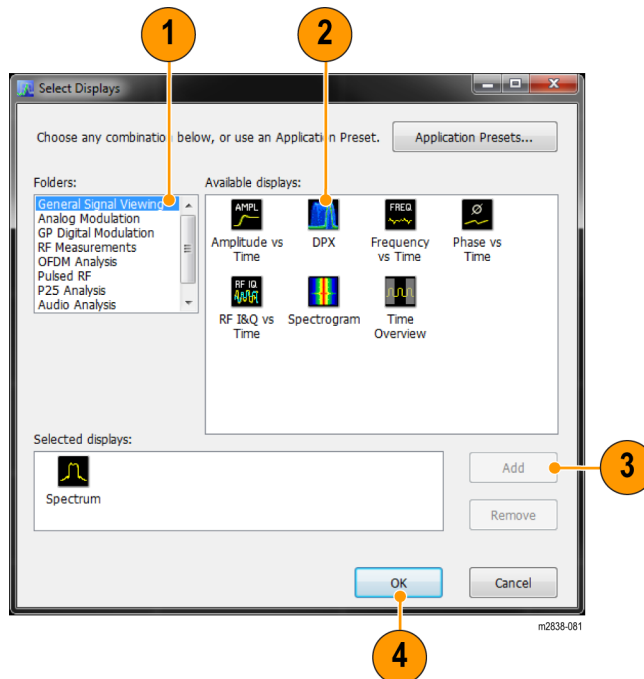 1
2
Select Displays
Choose any combination below, or use an Application Preset.
Application Presets...
Folders:
General Signal Viewing
Analog Modulation
GP Digital Modulation
RF Measurements
OFDM Analysis
Pulsed RF
P25 Analysis
Audio Analysis
Available displays:
AMPL
Amplitude vs
Time
DPX
FREQ
Frequency
vs Time
Ø
Phase vs
Time
RF IQ
RF I&Q vs
Time
Spectrogram
Time
Overview
Selected displays:
Spectrum
Add
3
Remove
OK
Cancel
m2838-081
4